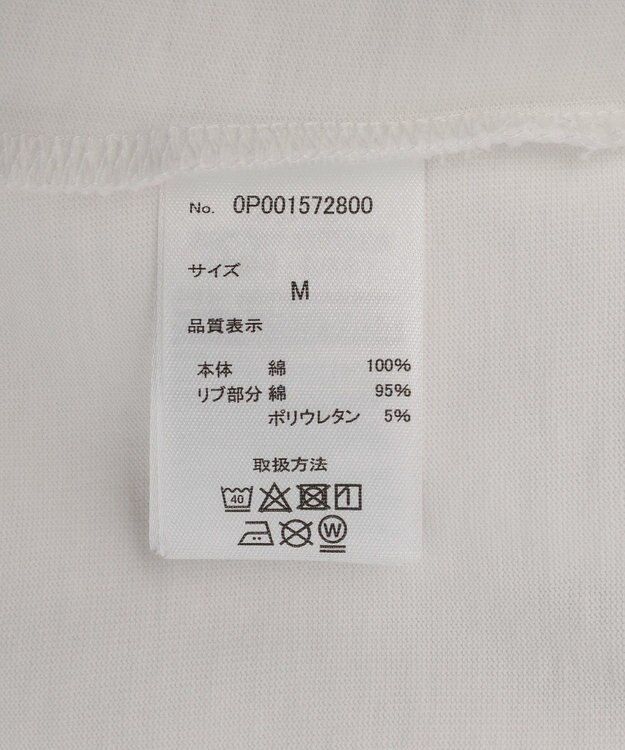 No. 0P001572800
サイズ
M
品質表示
本体 綿 100%
リブ部分 綿 95%
ポリウレタン 5%
取扱方法
40
W